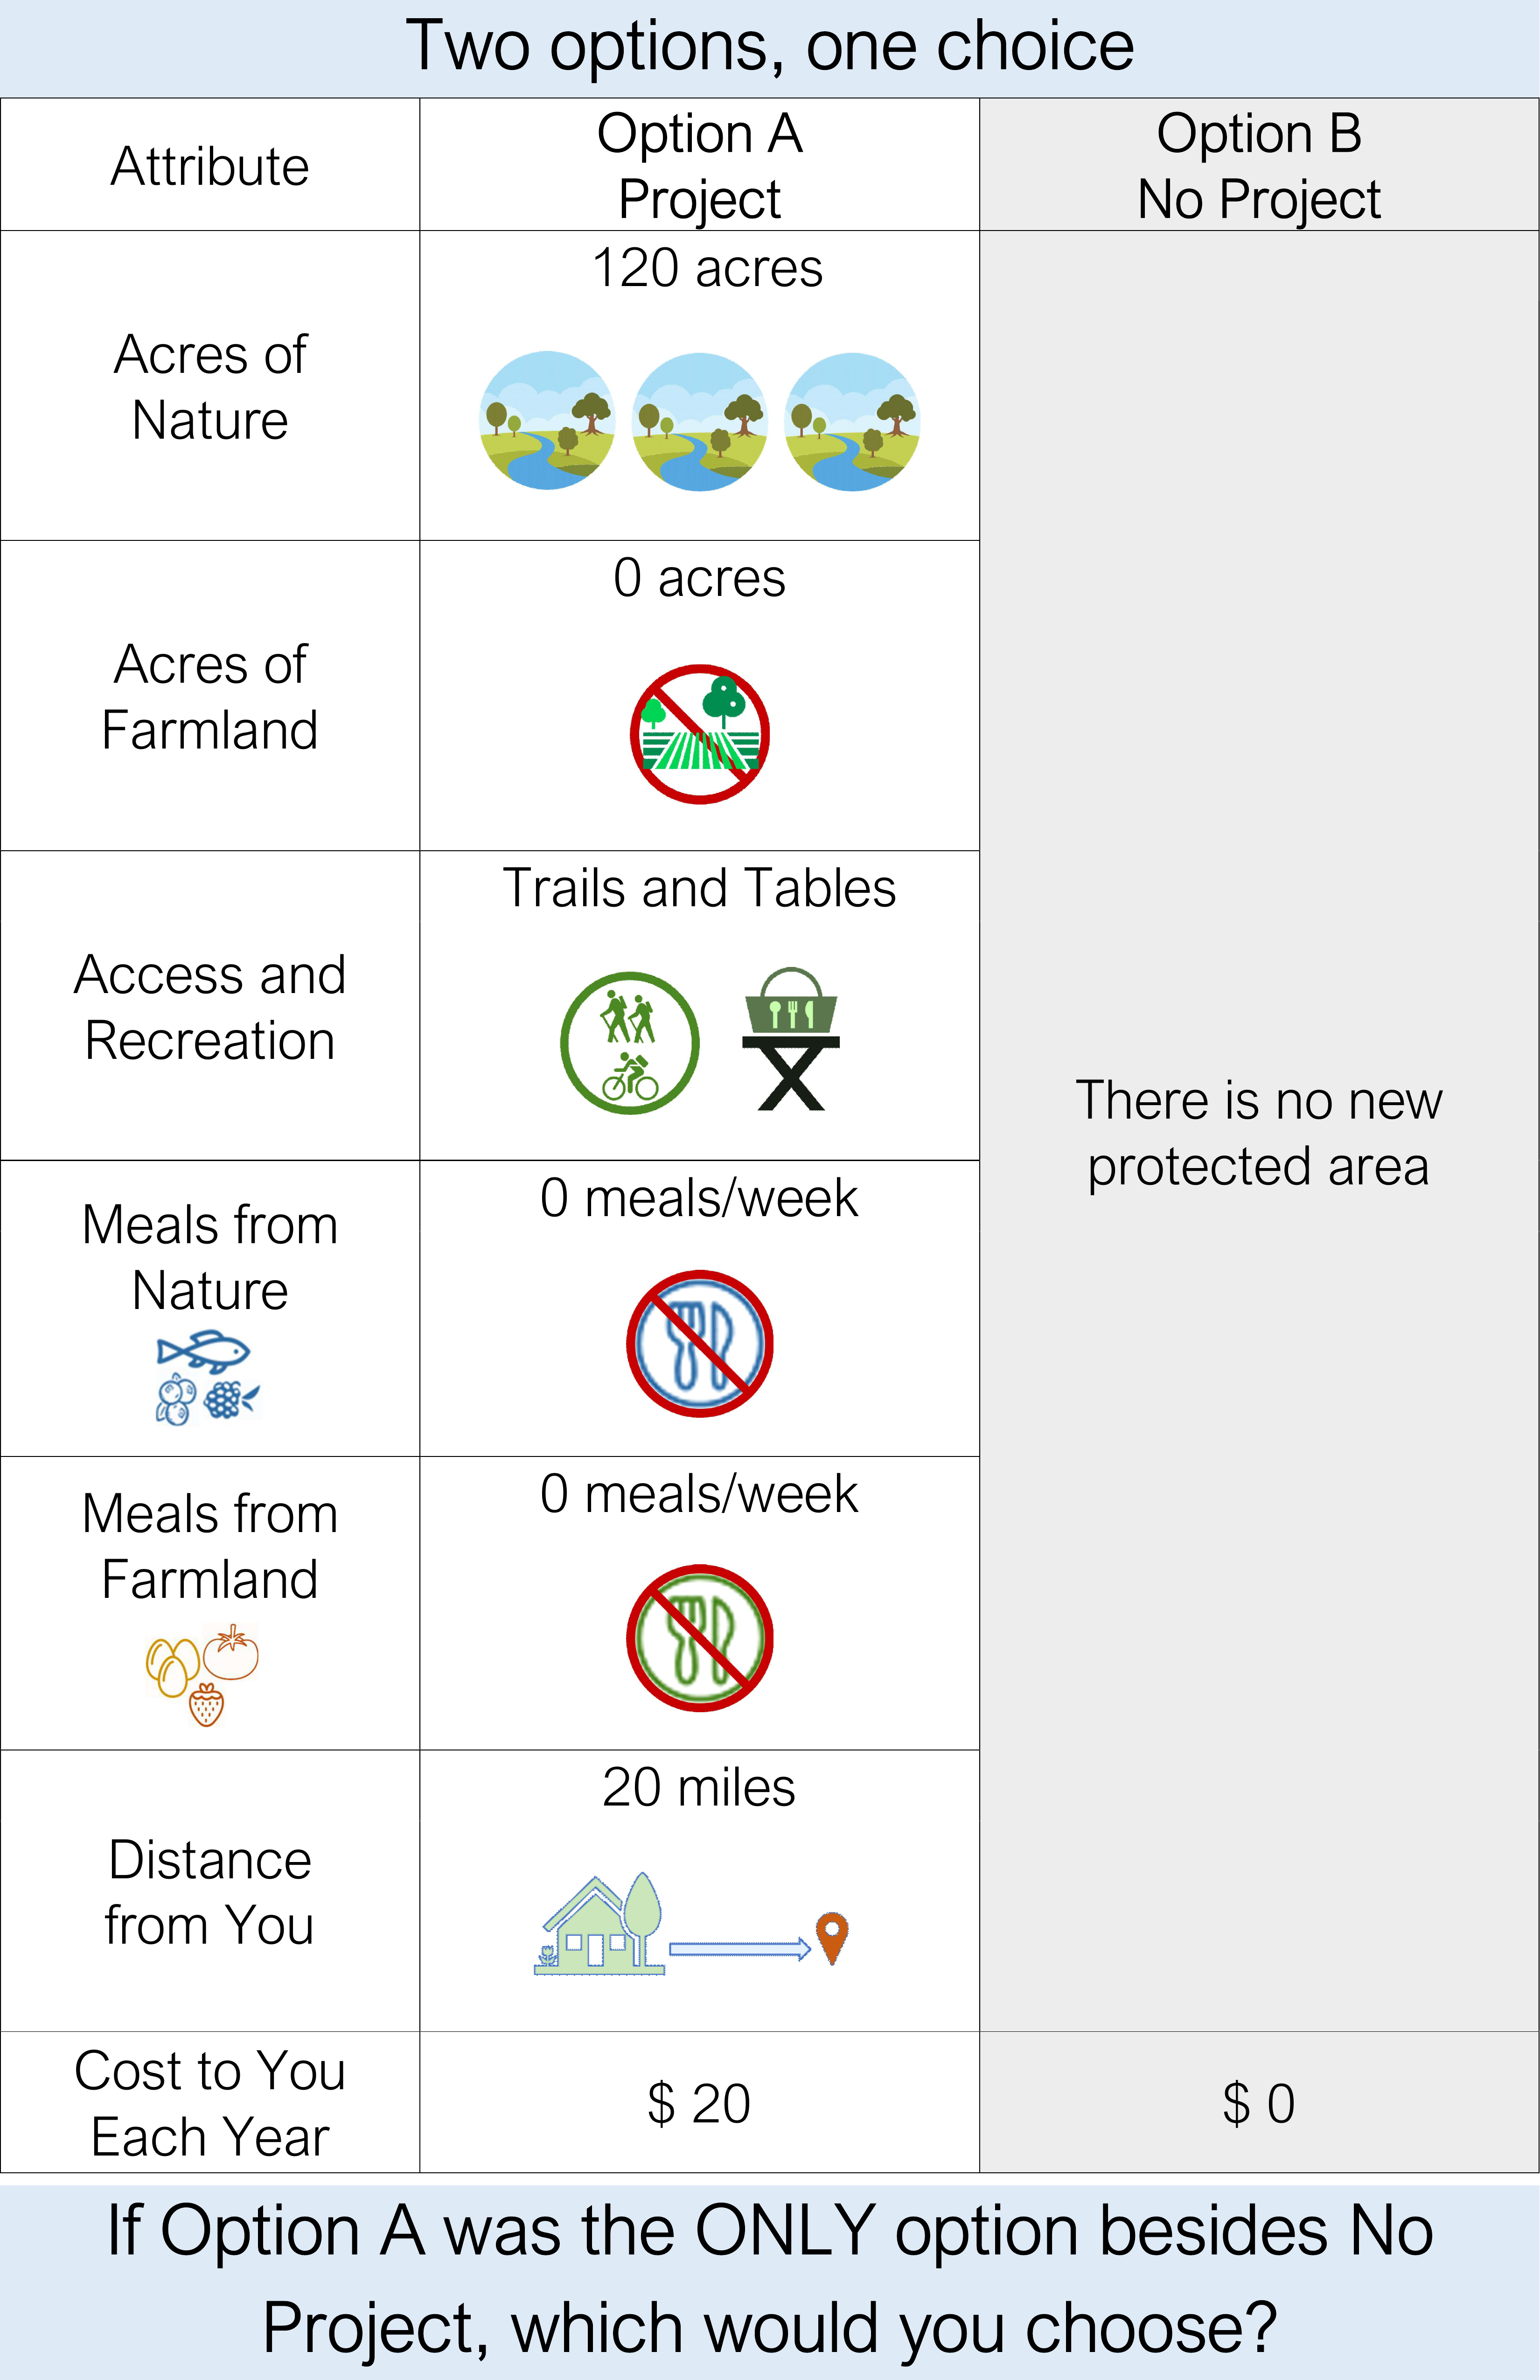 Two options, one choice
Attribute
Option A
Project
Option B
No Project
Acres of
Nature
120 acres
Acres of
Farmland
0 acres
Access and
Recreation
Trails and Tables
There is no new
protected area
Meals from
Nature
0 meals/week
Meals from
Farmland
0 meals/week
Distance
from You
20 miles
Cost to You
Each Year
$ 20
$ 0
If Option A was the ONLY option besides No
Project, which would you choose?